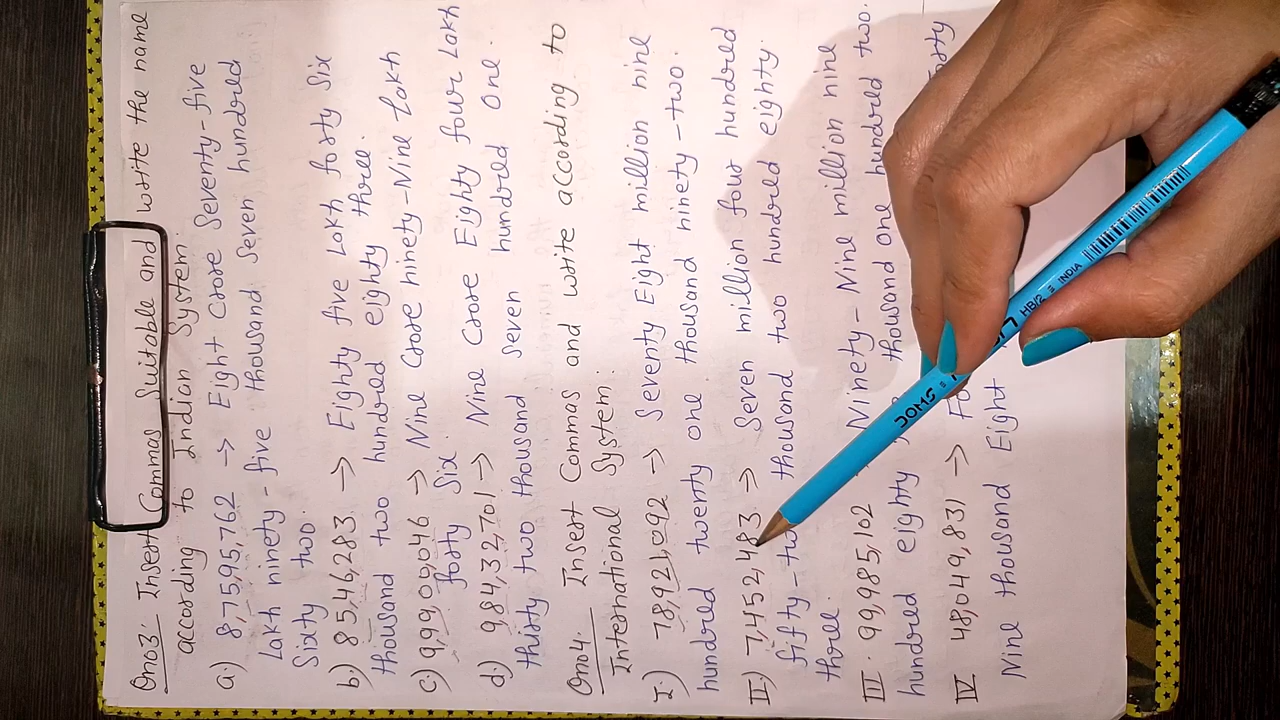 Qno3. Insert Commas Suitable and write the name
according to Indian System
a.) 8,75,95,762 → Eight Crore Seventy-five
Lakh ninety-five thousand seven hundred
Sixty two.
b.) 85,46,283 → Eighty five Lakh forty Six
thousand two hundred eighty three.
c.) 9,99,00,046 → Nine Crore ninety-Nine Lakh
forty Six.
d.) 9,84,32,701 → Nine Crore Eighty four Lakh
thirty two thousand seven hundred One.
Qno4. Insert Commas and write according to
International System.
I.) 78,921,092 → Seventy Eight million nine
hundred twenty one thousand ninety-two.
II.) 7,452,483 → Seven million four hundred
fifty-two thousand two hundred eighty
three.
III. 99,985,102 Ninety-Nine million nine
hundred eighty thousand one hundred two.
IV 48,049,831 → Forty
Nine thousand Eight
DOMS HB/2 INDIA